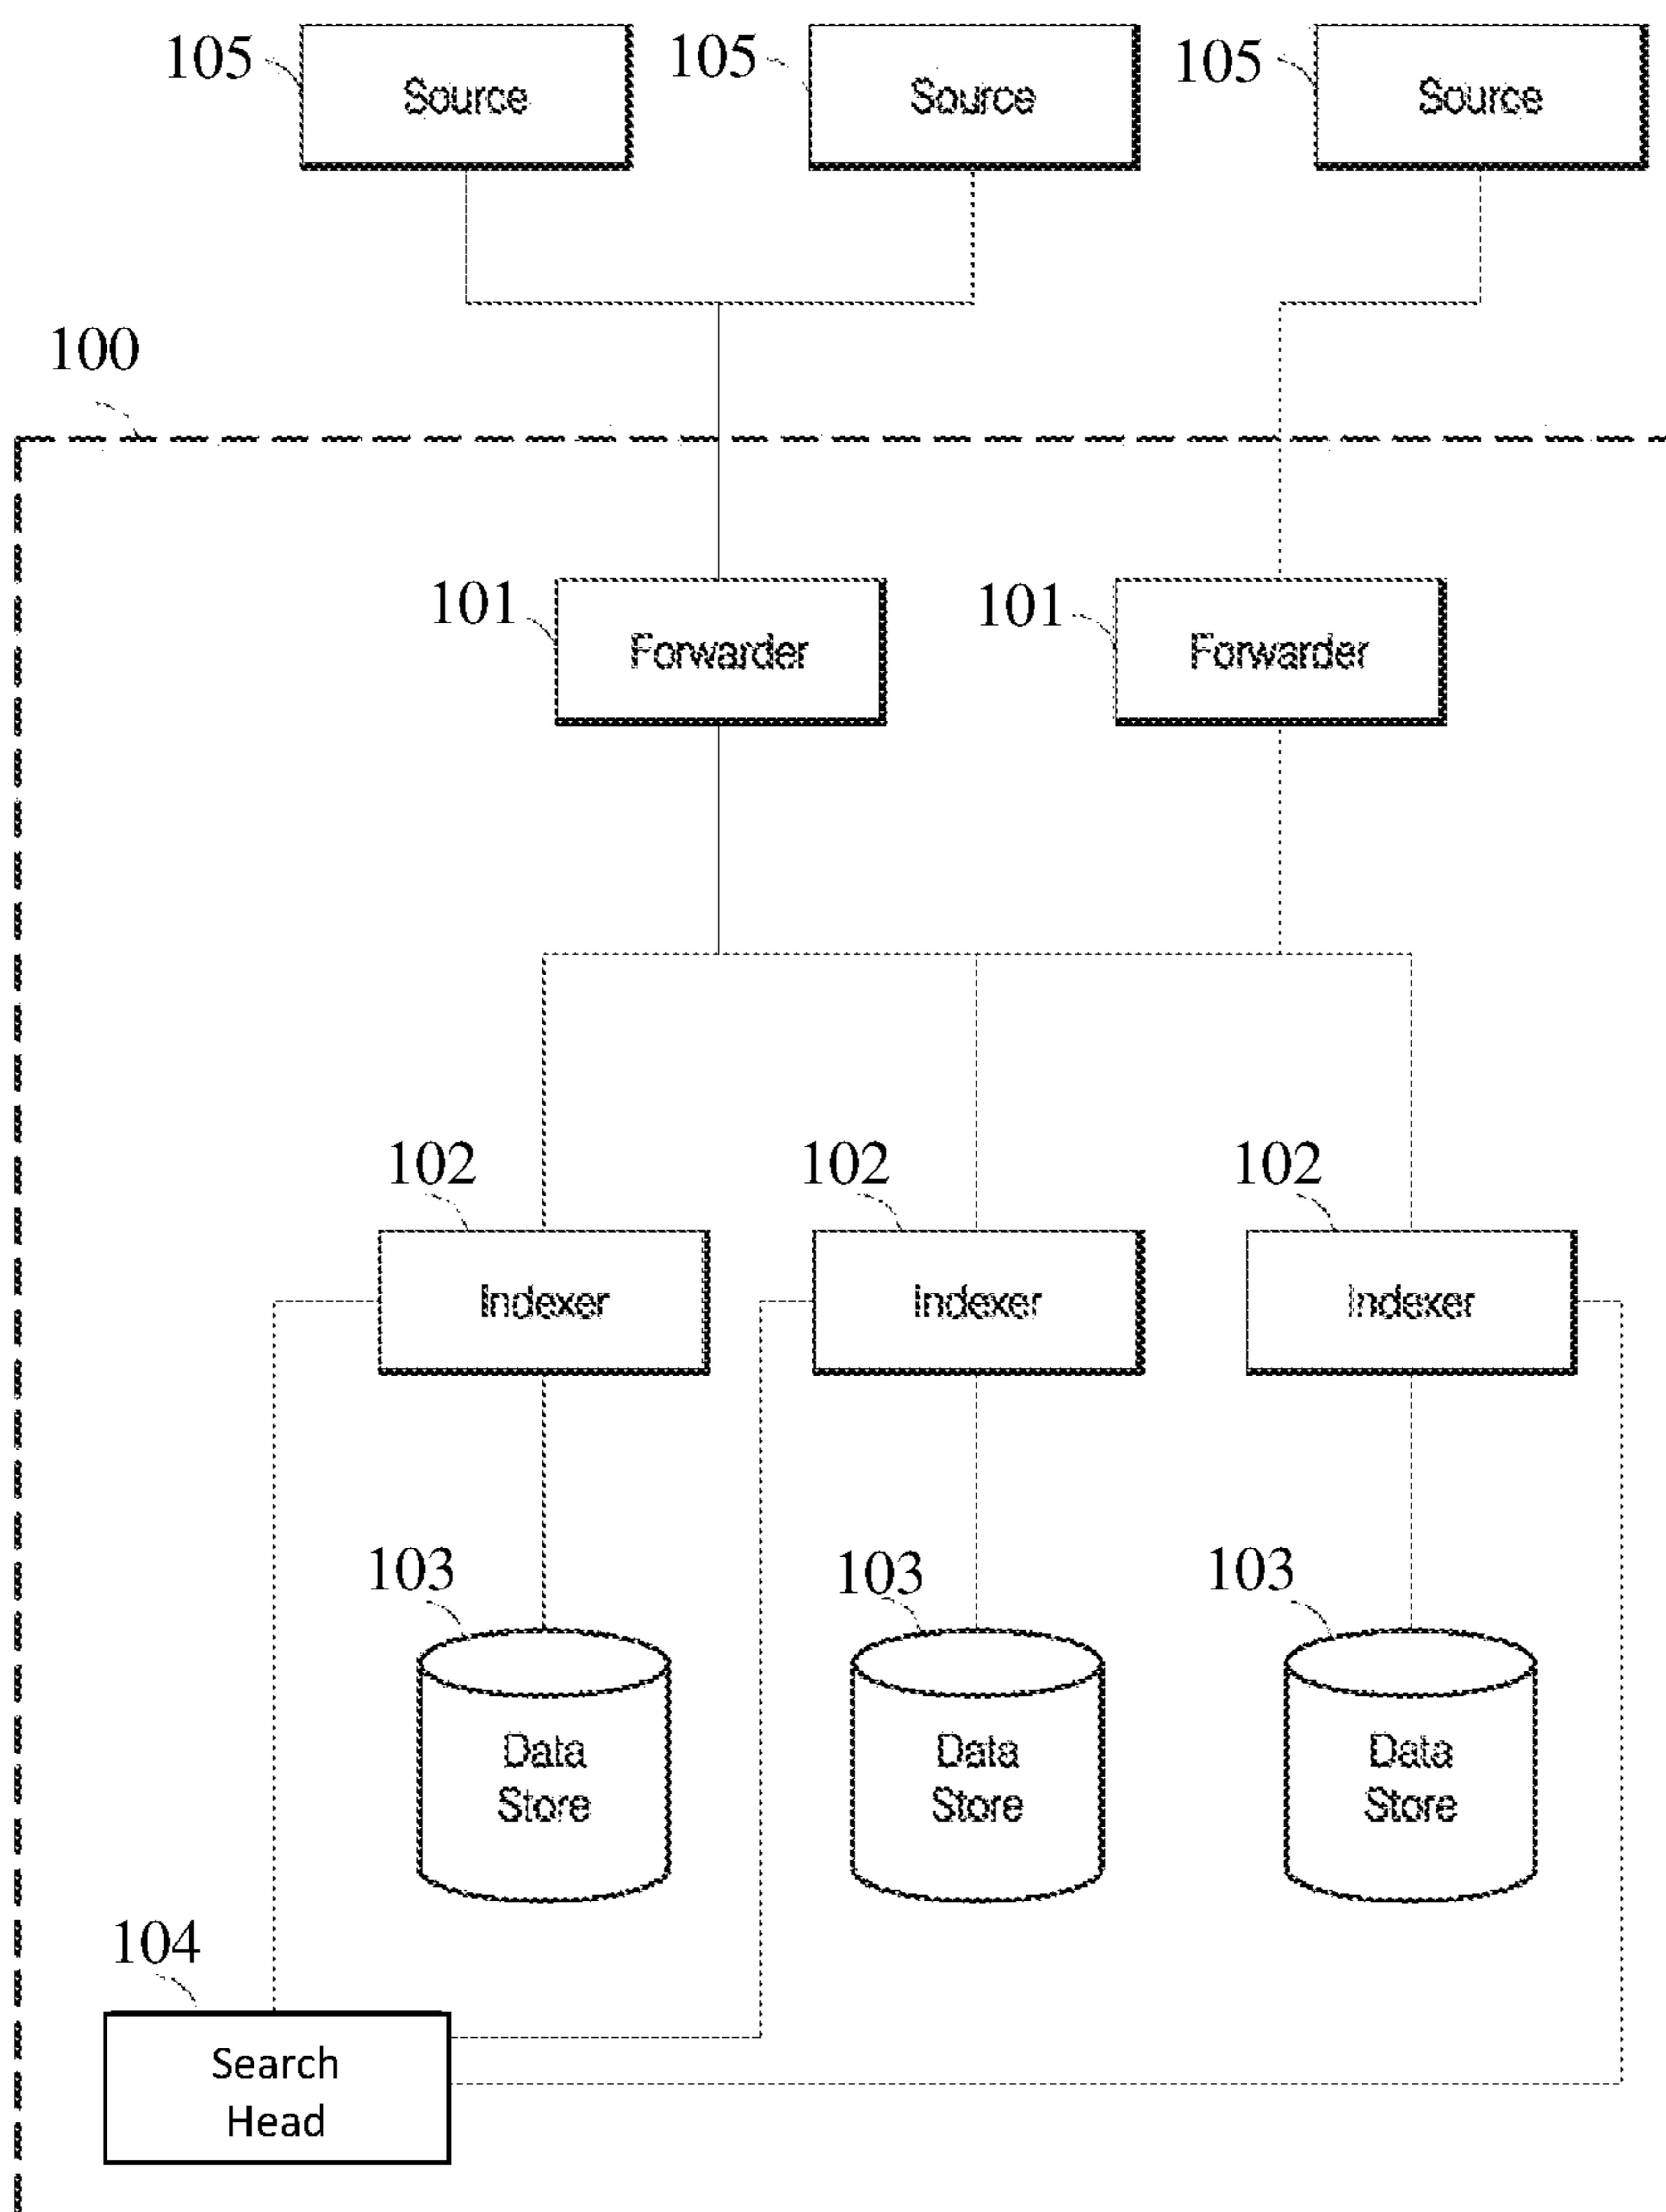 105
105
105
Source
Source
Source
100
101
101
Forwarder
Forwarder
102
102
102
Indexer
Indexer
Indexer
103
103
103
Data
Store
Data
Store
Data
Store
104
Search
Head